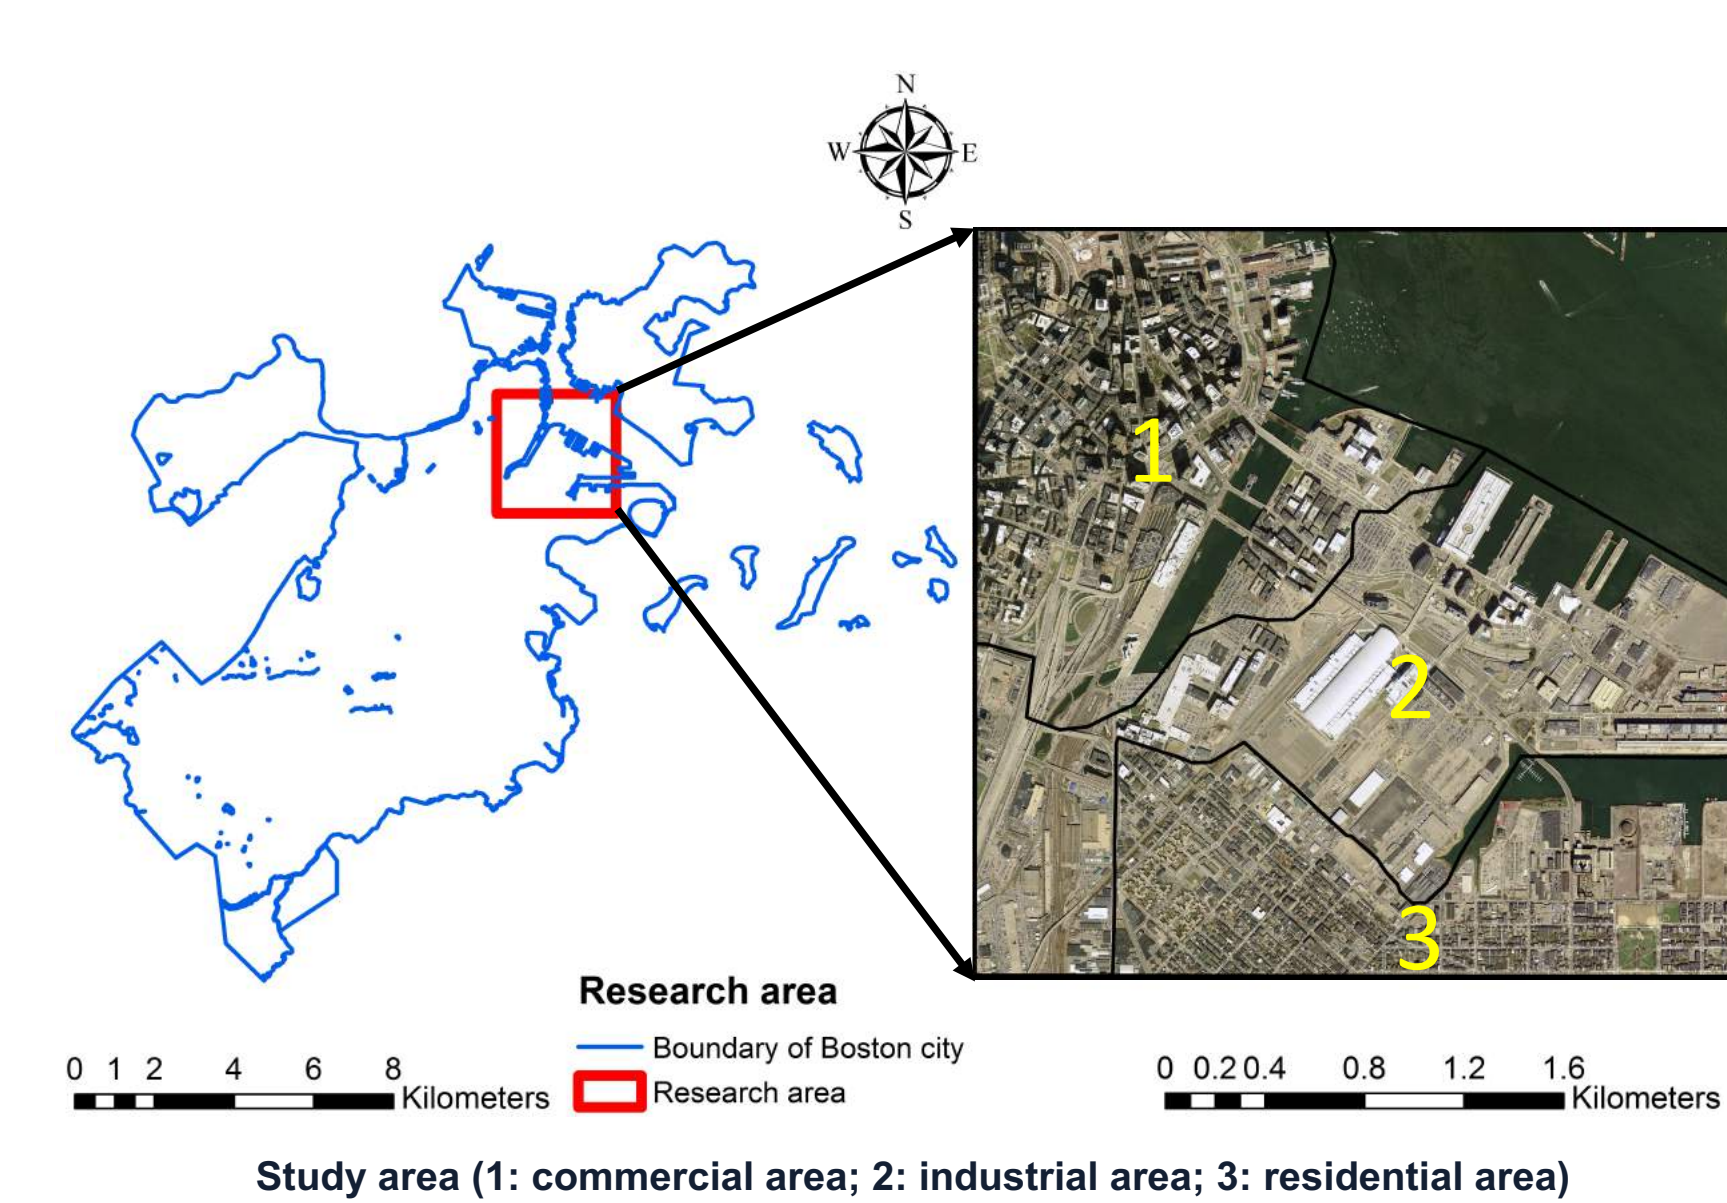 N
W E
S
1
2
3
Research area
Boundary of Boston city
Research area
0 1 2 4 6 8
Kilometers
0 0.2 0.4 0.8 1.2 1.6
Kilometers
Study area (1: commercial area; 2: industrial area; 3: residential area)